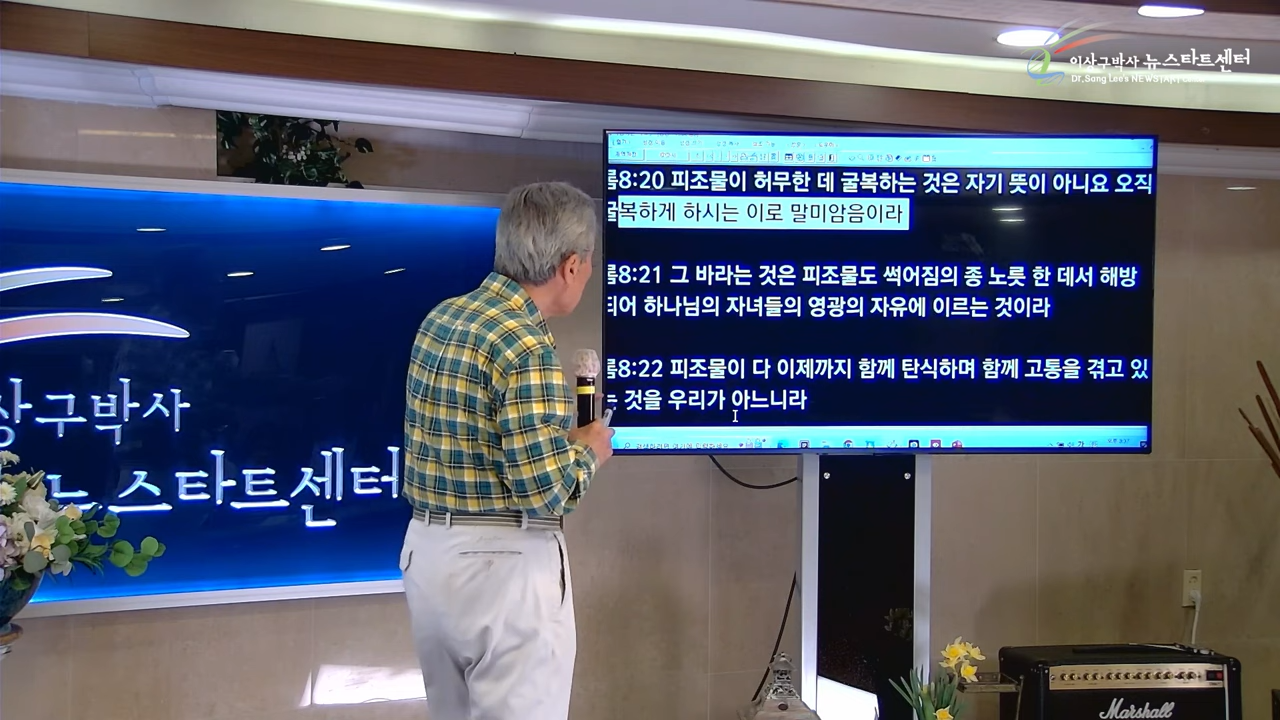 이상구박사 뉴스타트센터
Dr.Sang Lee's NEWSTART
롬8:20 피조물이 허무한 데 굴복하는 것은 자기 뜻이 아니요 오직
굴복하게 하시는 이로 말미암음이라
롬8:21 그 바라는 것은 피조물도 썩어짐의 종 노릇 한 데서 해방
되어 하나님의 자녀들의 영광의 자유에 이르는 것이라
롬8:22 피조물이 다 이제까지 함께 탄식하며 함께 고통을 겪고 있
는 것을 우리가 아느니라
상구박사
뉴스타트센터
Marshall